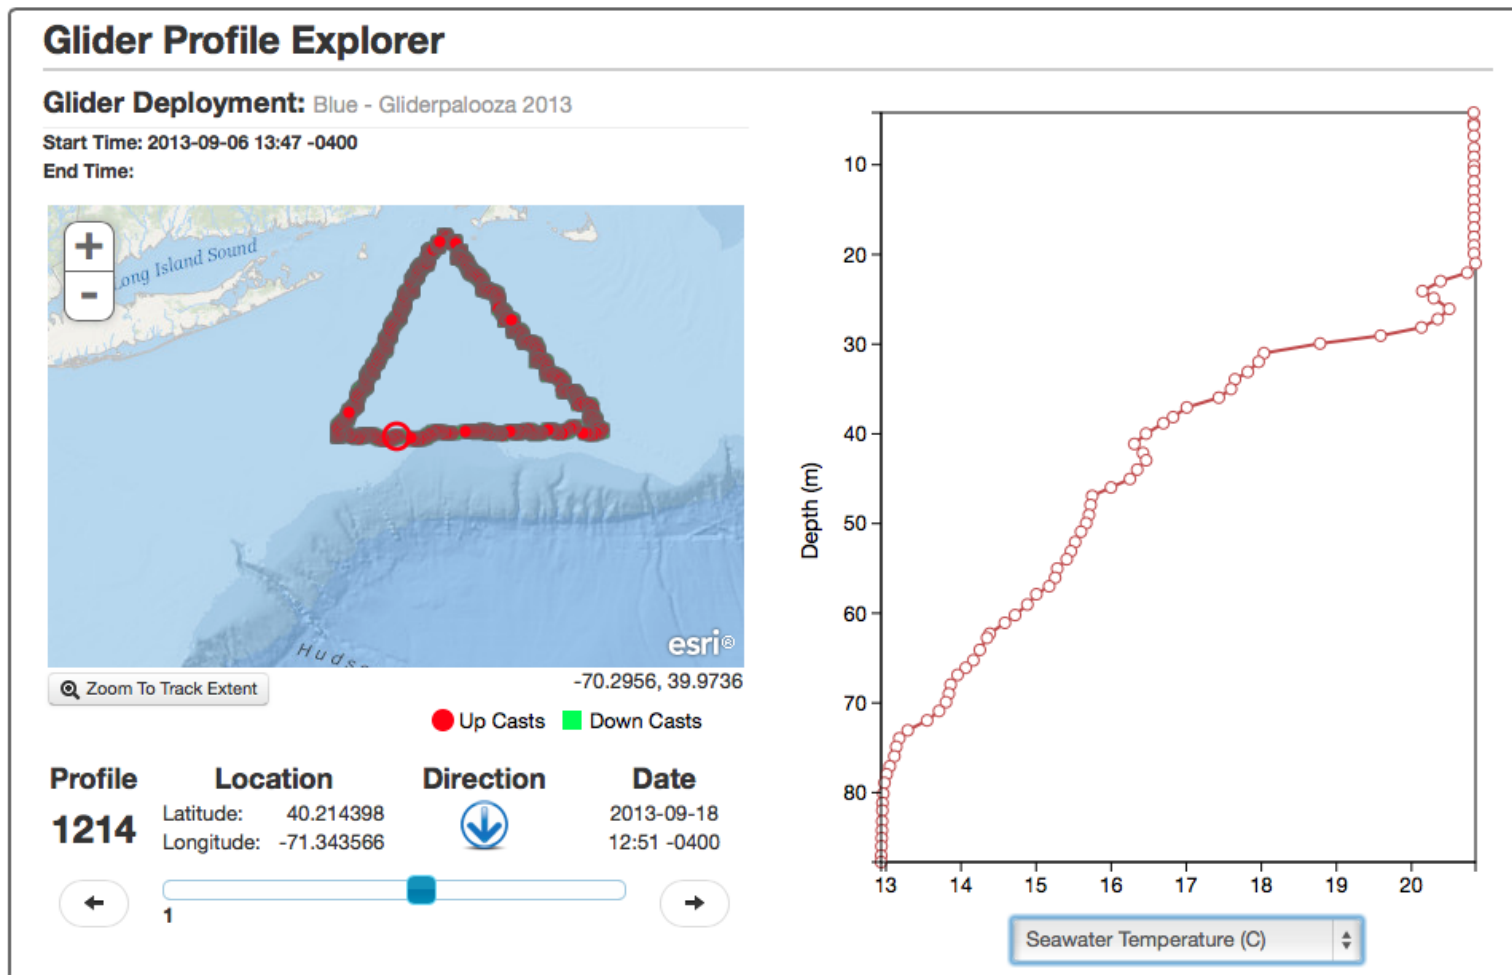 Glider Profile Explorer
Glider Deployment: Blue - Gliderpalooza 2013
Start Time: 2013-09-06 13:47 -0400
End Time:
+
-
Long Island Sound
esri®
Zoom To Track Extent
-70.2956, 39.9736
Up Casts
Down Casts
Profile
Location
Direction
Date
1214
Latitude: 40.214398
Longitude: -71.343566
2013-09-18
12:51 -0400
1
Depth (m)
10
20
30
40
50
60
70
80
13 14 15 16 17 18 19 20
Seawater Temperature (C)